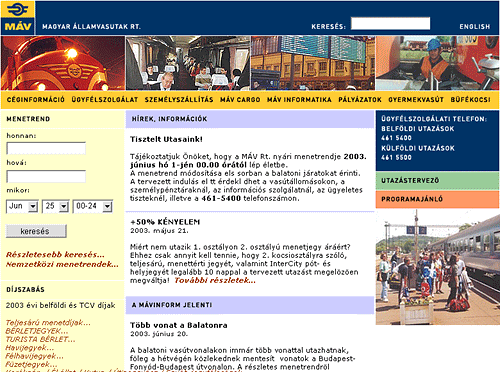 MÁV
MAGYAR ÁLLAMVASUTAK RT.
KERESÉS:
ENGLISH
CÉGINFORMÁCIÓ ÜGYFÉLSZOLGÁLAT SZEMÉLYSZÁLLÍTÁS MÁV CARGO MÁV INFORMATIKA PÁLYÁZATOK GYERMEKVASÚT BÜFÉKOCSI
MENETREND
honnan:
hová:
mikor:
Jun 25 00-24
keresés
Részletesebb keresés...
Nemzetközi menetrendek...
DÍJSZABÁS
2003 évi belföldi és TCV díjak
Teljesárú menetdíjak...
BÉRLETJEGYEK...
TURISTA BÉRLET...
Havijegyek...
Félhavijegyek...
Füzetjegyek...
HÍREK, INFORMÁCIÓK
Tisztelt Utasaink!
Tájékoztatjuk Önöket, hogy a MÁV Rt. nyári menetrendje 2003.
június hó 1-jén 00.00 órától lép életbe.
A menetrend módosítása els sorban a balatoni járatokat érinti.
A tervezett indulás el tt érdekl dhet a vasútállomásokon, a
személypénztáraknál, az információs szolgálatnál, az ügyeletes
tiszteknél, illetve a 461-5400 telefonszámon.
+50% KÉNYELEM
2003. május 21.
Miért nem utazik 1. osztályon 2. osztályú menetjegy áráért?
Ehhez csak annyit kell tennie, hogy 2. kocsiosztályra szóló,
teljesárú, menettérti jegyét, valamint InterCity pót- és
helyjegyét legalább 10 nappal a tervezett utazást megelőzően
megváltja! További részletek...
A MÁVINFORM JELENTI
Több vonat a Balatonra
2003. június 20.
A balatoni vasútvonalakon immár több vonattal utazhatnak,
főleg a hétvégén közlekednek mentesít vonatok a Budapest-
Fonyód-Budapest útvonalon. A részletes menetrendről
ÜGYFÉLSZOLGÁLATI TELEFON:
BELFÖLDI UTAZÁSOK
461 5400
KÜLFÖLDI UTAZÁSOK
461 5500
UTAZÁSTERVEZŐ
PROGRAMAJÁNLÓ